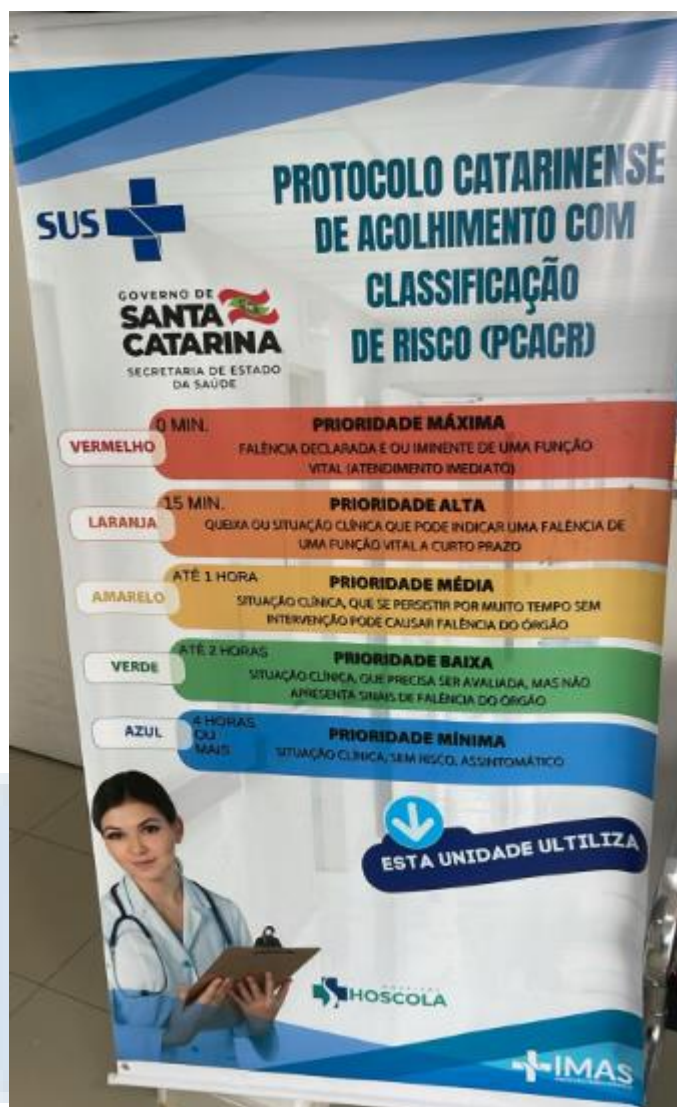 SUS
PROTOCOLO CATARINENSE
DE ACOLHIMENTO COM
CLASSIFICAÇÃO
DE RISCO (PCACR)
GOVERNO DE
SANTA
CATARINA
SECRETARIA DE ESTADO
DA SAÚDE
VERMELHO
0 MIN.
PRIORIDADE MÁXIMA
FALÊNCIA DECLARADA E OU IMINENTE DE UMA FUNÇÃO
VITAL (ATENDIMENTO IMEDIATO)
LARANJA
15 MIN.
PRIORIDADE ALTA
QUEIXA OU SITUAÇÃO CLÍNICA QUE PODE INDICAR UMA FALÊNCIA DE
UMA FUNÇÃO VITAL A CURTO PRAZO
AMARELO
ATÉ 1 HORA
PRIORIDADE MÉDIA
SITUAÇÃO CLÍNICA, QUE SE PERSISTIR POR MUITO TEMPO SEM
INTERVENÇÃO PODE CAUSAR FALÊNCIA DO ÓRGÃO
VERDE
ATÉ 2 HORAS
PRIORIDADE BAIXA
SITUAÇÃO CLÍNICA, QUE PRECISA SER AVALIADA, MAS NÃO
APRESENTA SINAIS DE FALÊNCIA DO ÓRGÃO
AZUL
4 HORAS
OU
MAIS
PRIORIDADE MÍNIMA
SITUAÇÃO CLÍNICA, SEM RISCO, ASSINTOMÁTICO
ESTA UNIDADE ULTILIZA
HOSCOLA
IMAS